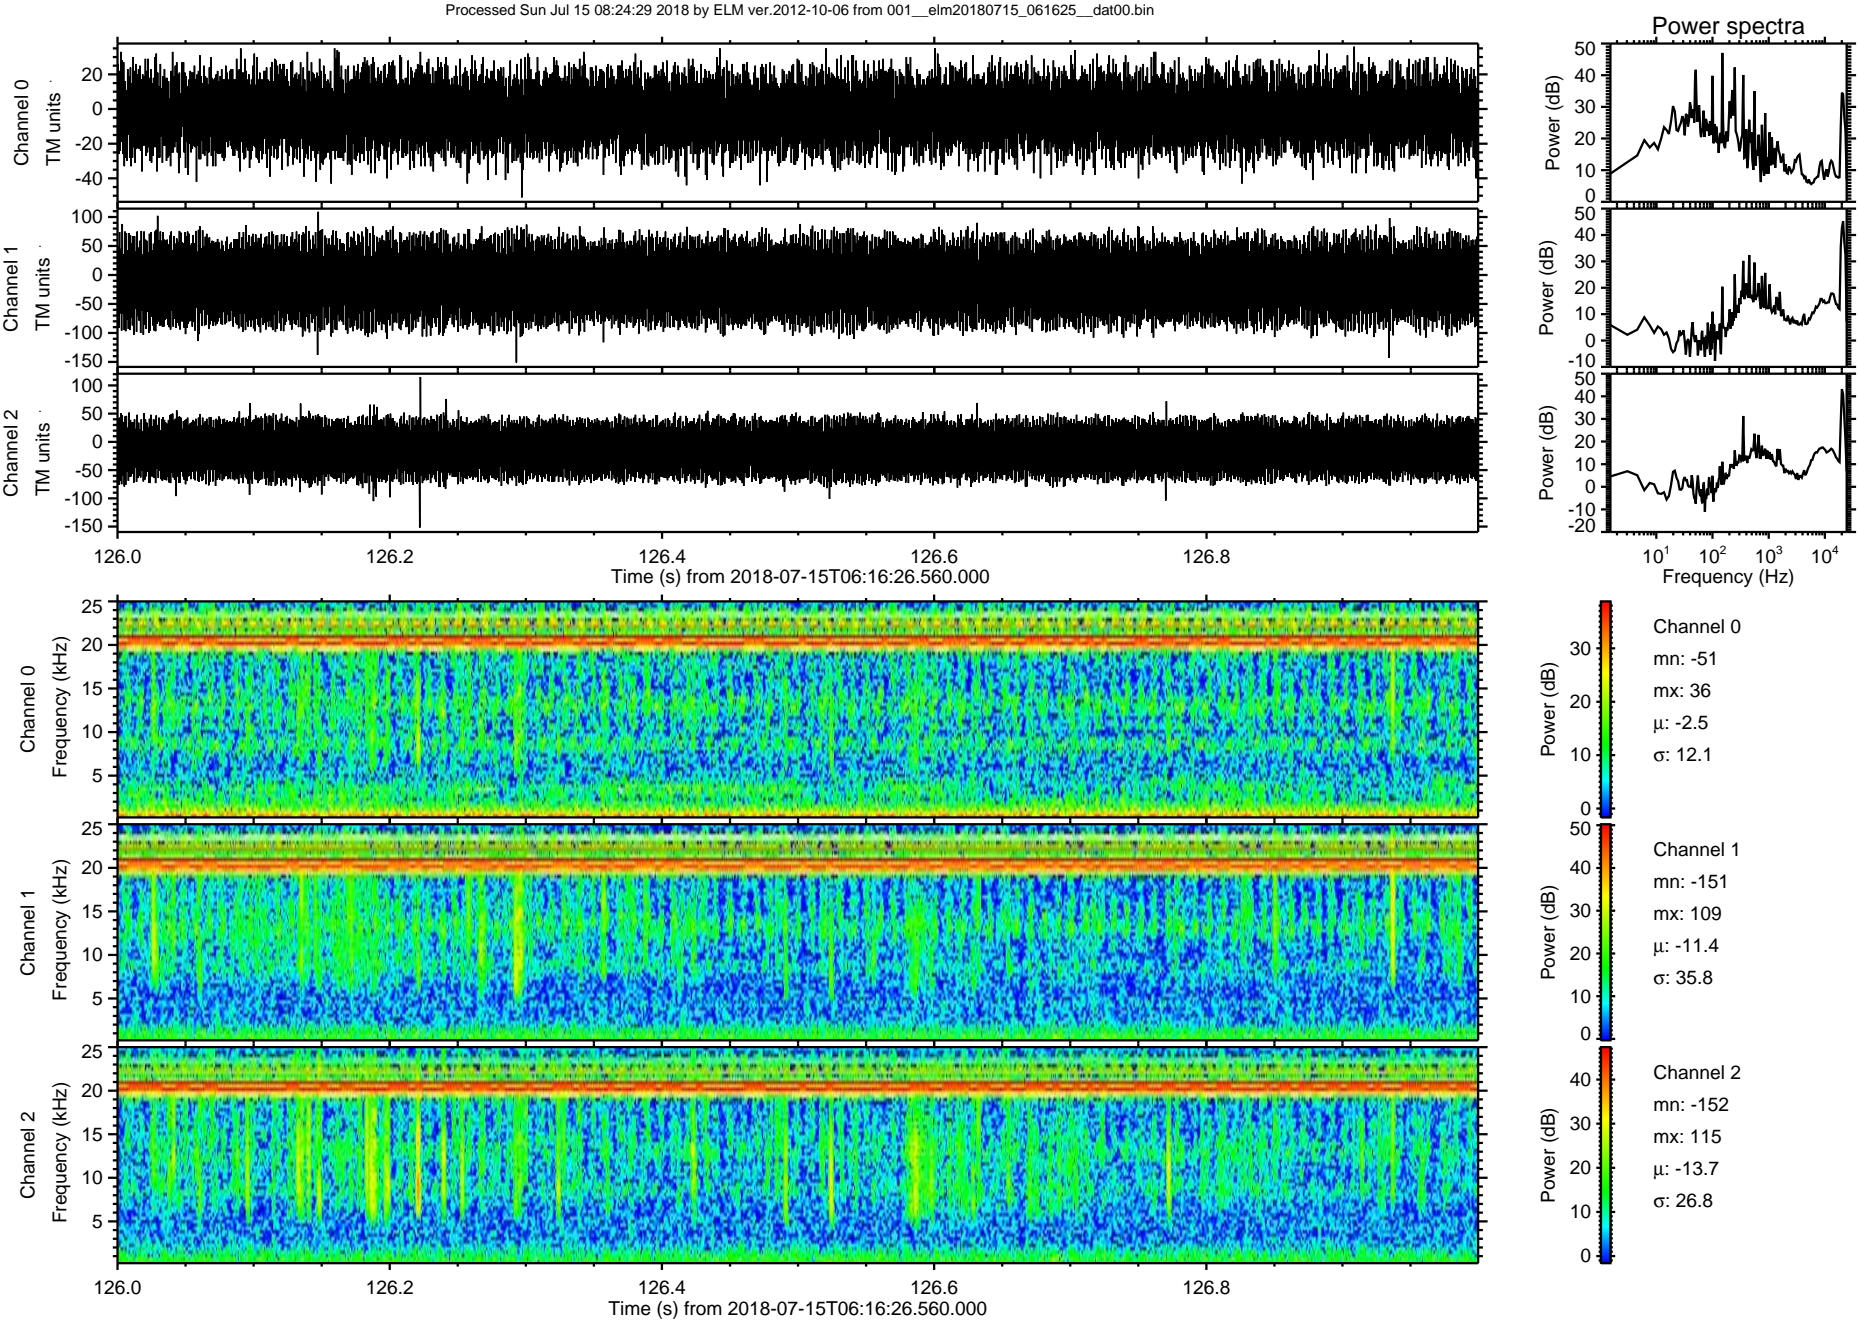 Processed Sun Jul 15 08:24:29 2018 by ELM ver.2012-10-06 from 001__elm20180715_061625__dat00.bin
Power spectra
Channel 0
TM units
20
0
-20
-40
Power (dB)
50
40
30
20
10
0
Channel 1
TM units
100
50
0
-50
-100
-150
Power (dB)
50
40
30
20
10
0
-10
Channel 2
TM units
100
50
0
-50
-100
-150
Power (dB)
50
40
30
20
10
0
-10
-20
126.0 126.2 126.4 126.6 126.8
Time (s) from 2018-07-15T06:16:26.560.000
10^1 10^2 10^3 10^4
Frequency (Hz)
Channel 0
Frequency (kHz)
25
20
15
10
5
Power (dB)
30
20
10
0
Channel 0
mn: -51
mx: 36
μ: -2.5
σ: 12.1
Channel 1
Frequency (kHz)
25
20
15
10
5
Power (dB)
50
40
30
20
10
0
Channel 1
mn: -151
mx: 109
μ: -11.4
σ: 35.8
Channel 2
Frequency (kHz)
25
20
15
10
5
Power (dB)
40
30
20
10
0
Channel 2
mn: -152
mx: 115
μ: -13.7
σ: 26.8
126.0 126.2 126.4 126.6 126.8
Time (s) from 2018-07-15T06:16:26.560.000